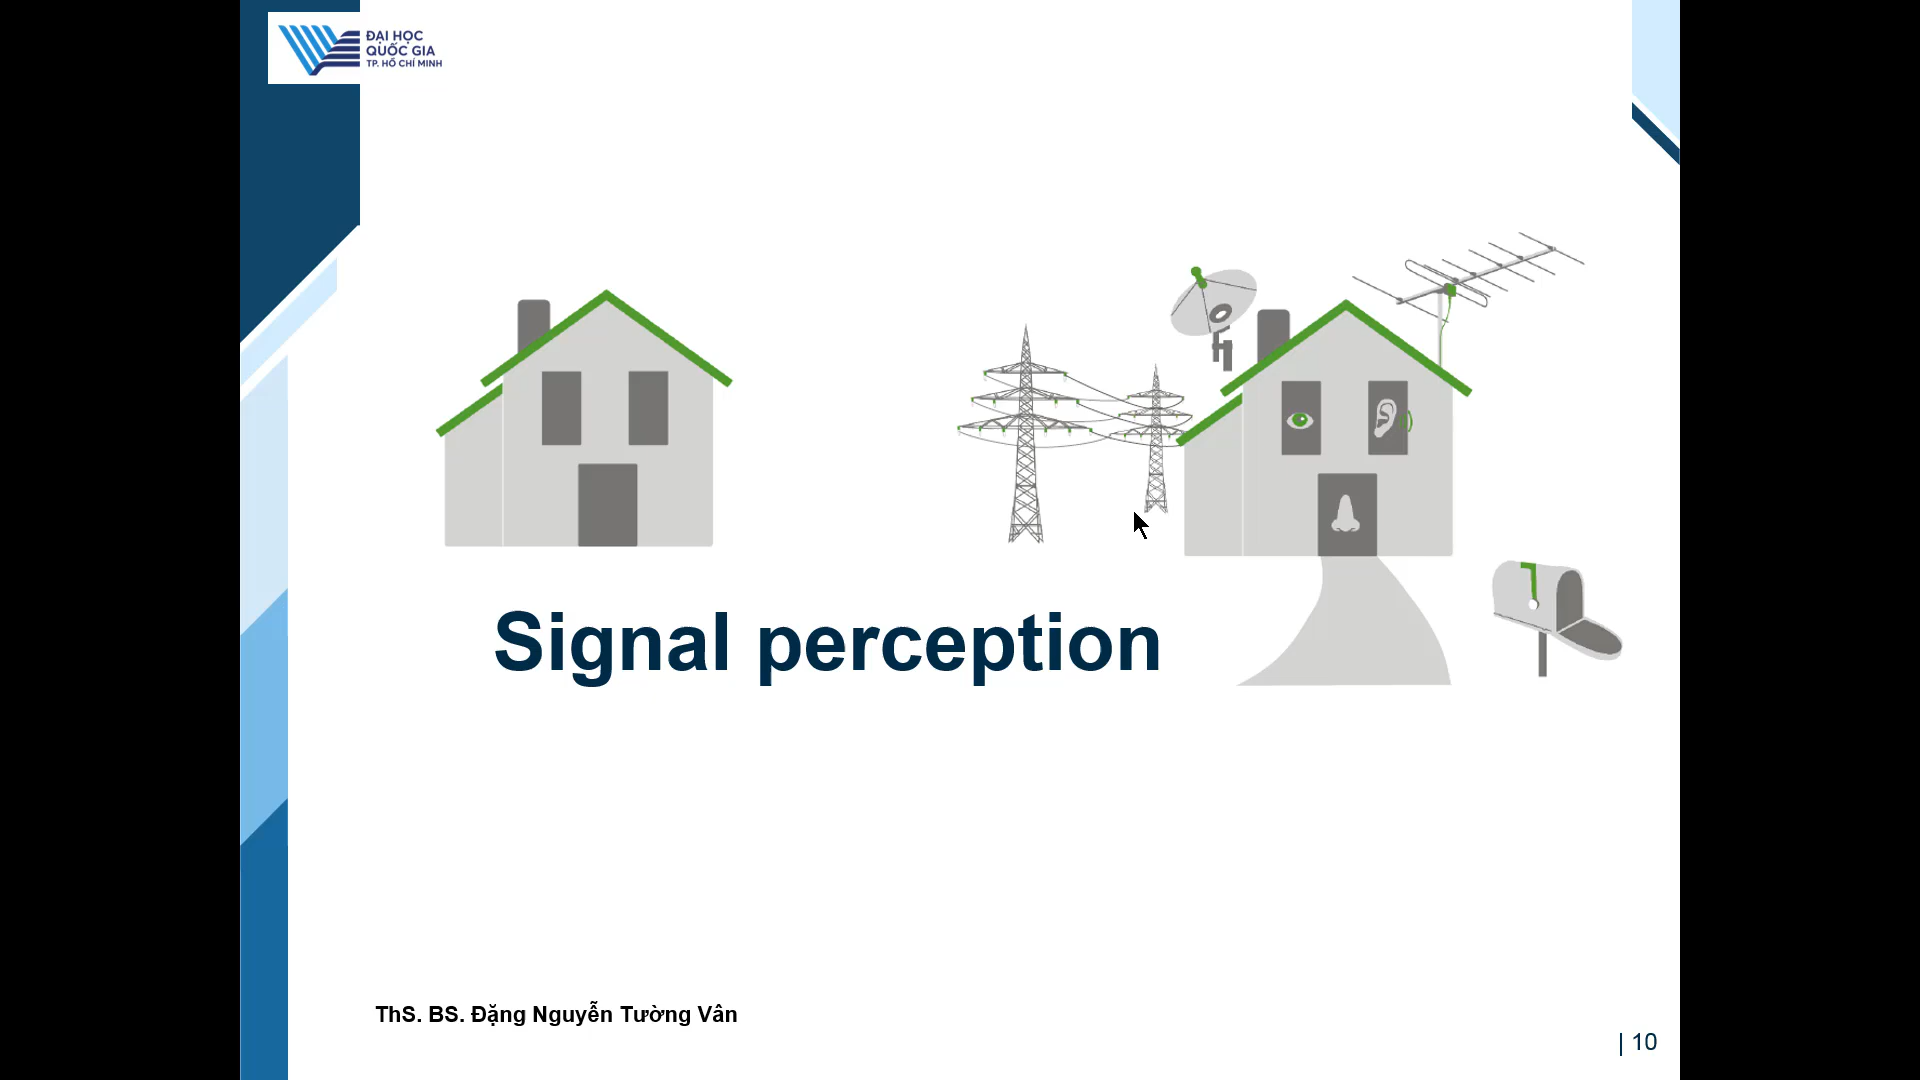 ĐẠI HỌC
QUỐC GIA
TP. HỒ CHÍ MINH
Signal perception
ThS. BS. Đặng Nguyễn Tường Vân
| 10